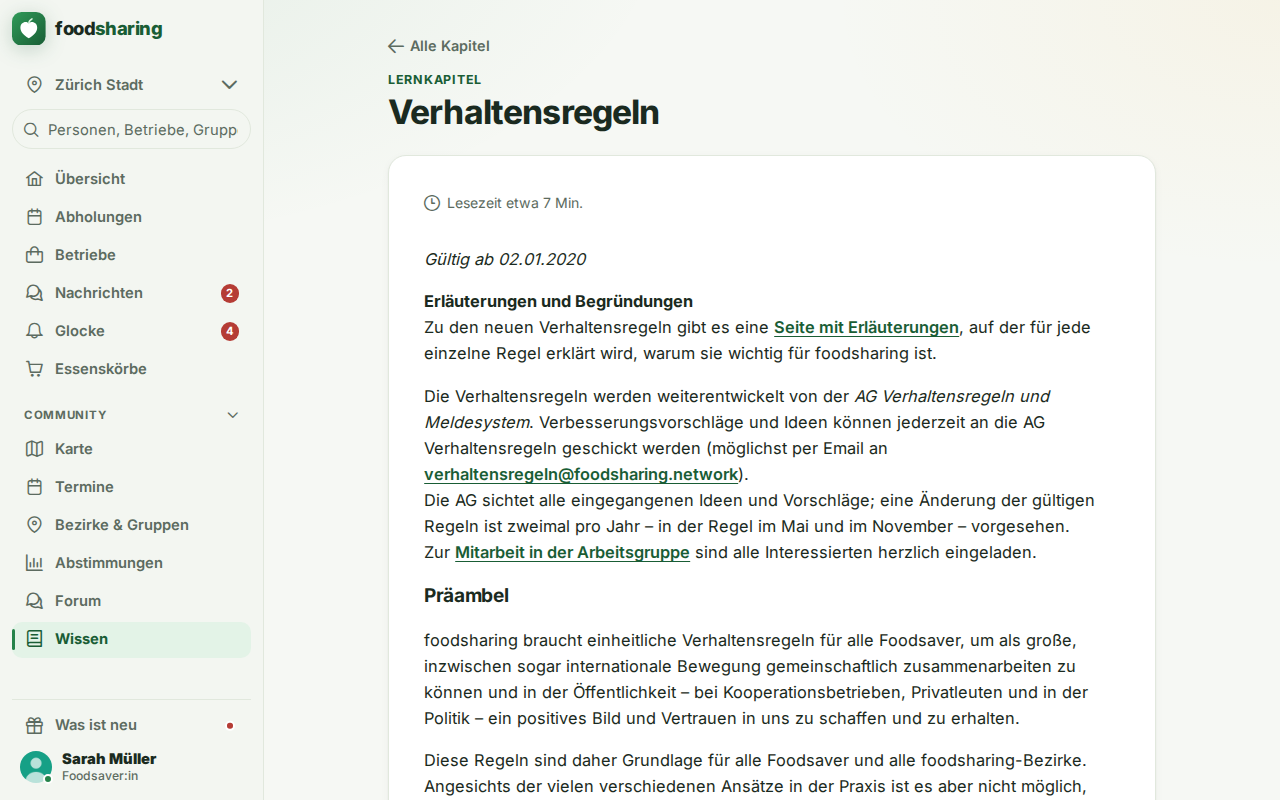 foodsharing
Zürich Stadt
Personen, Betriebe, Grupp
Übersicht
Abholungen
Betriebe
Nachrichten 2
Glocke 4
Essenskörbe
COMMUNITY
Karte
Termine
Bezirke & Gruppen
Abstimmungen
Forum
Wissen
Was ist neu
Sarah Müller
Foodsaver:in
Alle Kapitel
LERNKAPITEL
Verhaltensregeln
Lesezeit etwa 7 Min.
Gültig ab 02.01.2020
Erläuterungen und Begründungen
Zu den neuen Verhaltensregeln gibt es eine Seite mit Erläuterungen, auf der für jede
einzelne Regel erklärt wird, warum sie wichtig für foodsharing ist.
Die Verhaltensregeln werden weiterentwickelt von der AG Verhaltensregeln und
Meldesystem. Verbesserungsvorschläge und Ideen können jederzeit an die AG
Verhaltensregeln geschickt werden (möglichst per Email an
verhaltensregeln@foodsharing.network).
Die AG sichtet alle eingegangenen Ideen und Vorschläge; eine Änderung der gültigen
Regeln ist zweimal pro Jahr – in der Regel im Mai und im November – vorgesehen.
Zur Mitarbeit in der Arbeitsgruppe sind alle Interessierten herzlich eingeladen.
Präambel
foodsharing braucht einheitliche Verhaltensregeln für alle Foodsaver, um als große,
inzwischen sogar internationale Bewegung gemeinschaftlich zusammenarbeiten zu
können und in der Öffentlichkeit – bei Kooperationsbetrieben, Privatleuten und in der
Politik – ein positives Bild und Vertrauen in uns zu schaffen und zu erhalten.
Diese Regeln sind daher Grundlage für alle Foodsaver und alle foodsharing-Bezirke.
Angesichts der vielen verschiedenen Ansätze in der Praxis ist es aber nicht möglich,